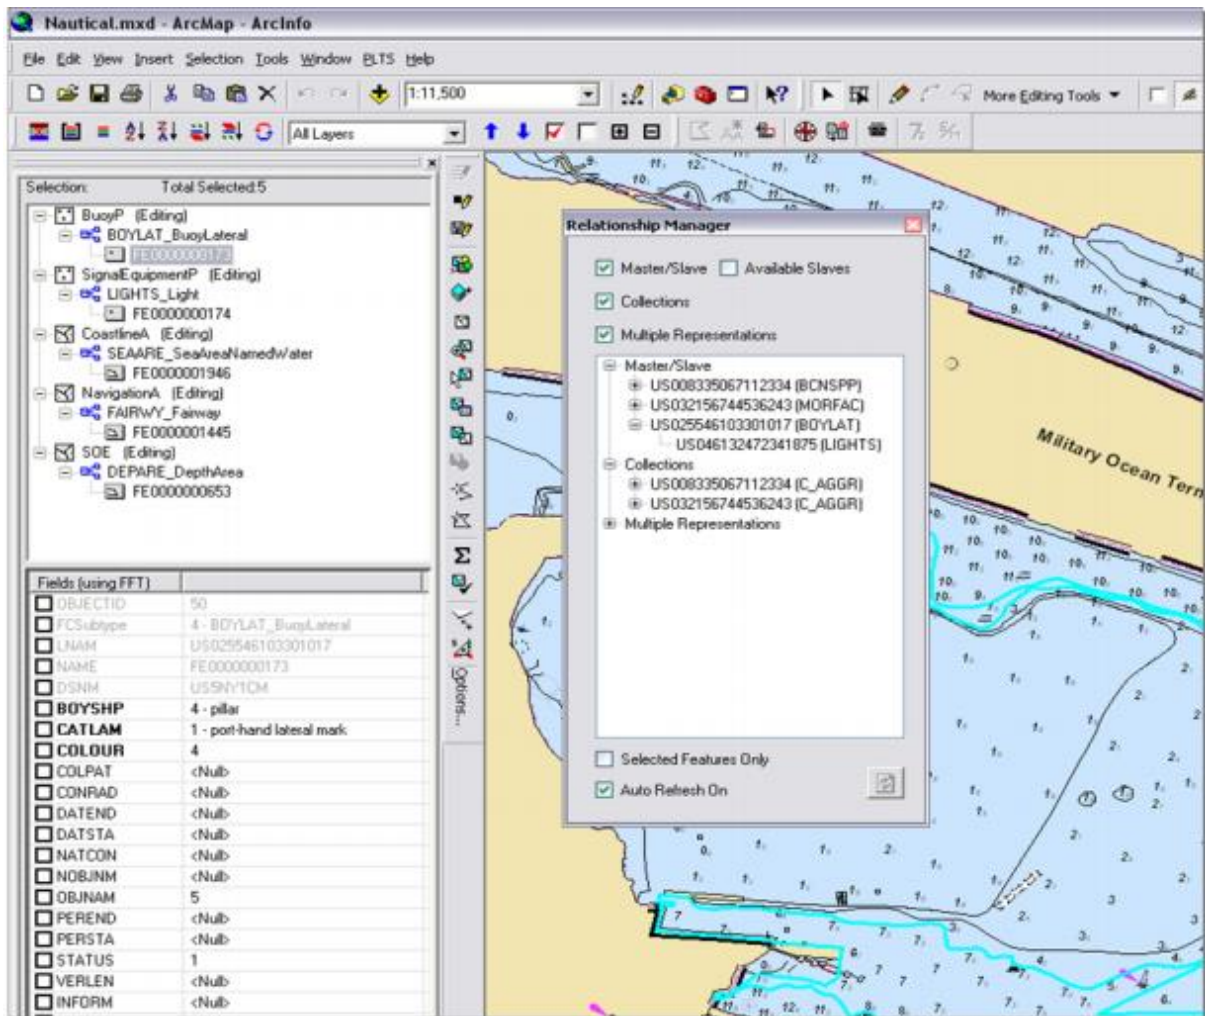 Nautical.mxd - ArcMap - ArcInfo
File Edit View Insert Selection Tools Window PLTS Help
1:11,500
More Editing Tools
All Layers
Selection: Total Selected:5
BuoyP (Editing)
BOYLAT_BuoyLateral
FE0000000173
SignalEquipmentP (Editing)
LIGHTS_Light
FE0000000174
CoastlineA (Editing)
SEAARE_SeaAreaNamedWater
FE0000001946
NavigationA (Editing)
FAIRWY_Fairway
FE0000001445
SOE (Editing)
DEPARE_DepthArea
FE0000000653
Fields (using FFT)
OBJECTID 50
FCSubtype 4 - BOYLAT_BuoyLateral
LNAM US025546103301017
NAME FE0000000173
DSNM US5NY1CM
BOYSHP 4 - pillar
CATLAM 1 - port-hand lateral mark
COLOUR 4
COLPAT <Null>
CONRAD <Null>
DATEND <Null>
DATSTA <Null>
NATCON <Null>
NOBJNM <Null>
OBJNAM 5
PEREND <Null>
PERSTA <Null>
STATUS 1
VERLEN <Null>
INFORM <Null>
Options...
Relationship Manager
Master/Slave Available Slaves
Collections
Multiple Representations
Master/Slave
US008335067112334 (BCNSPP)
US032156744536243 (MORFAC)
US025546103301017 (BOYLAT)
US046132472341875 (LIGHTS)
Collections
US008335067112334 (C_AGGR)
US032156744536243 (C_AGGR)
Multiple Representations
Selected Features Only
Auto Refresh On
Military Ocean Tern